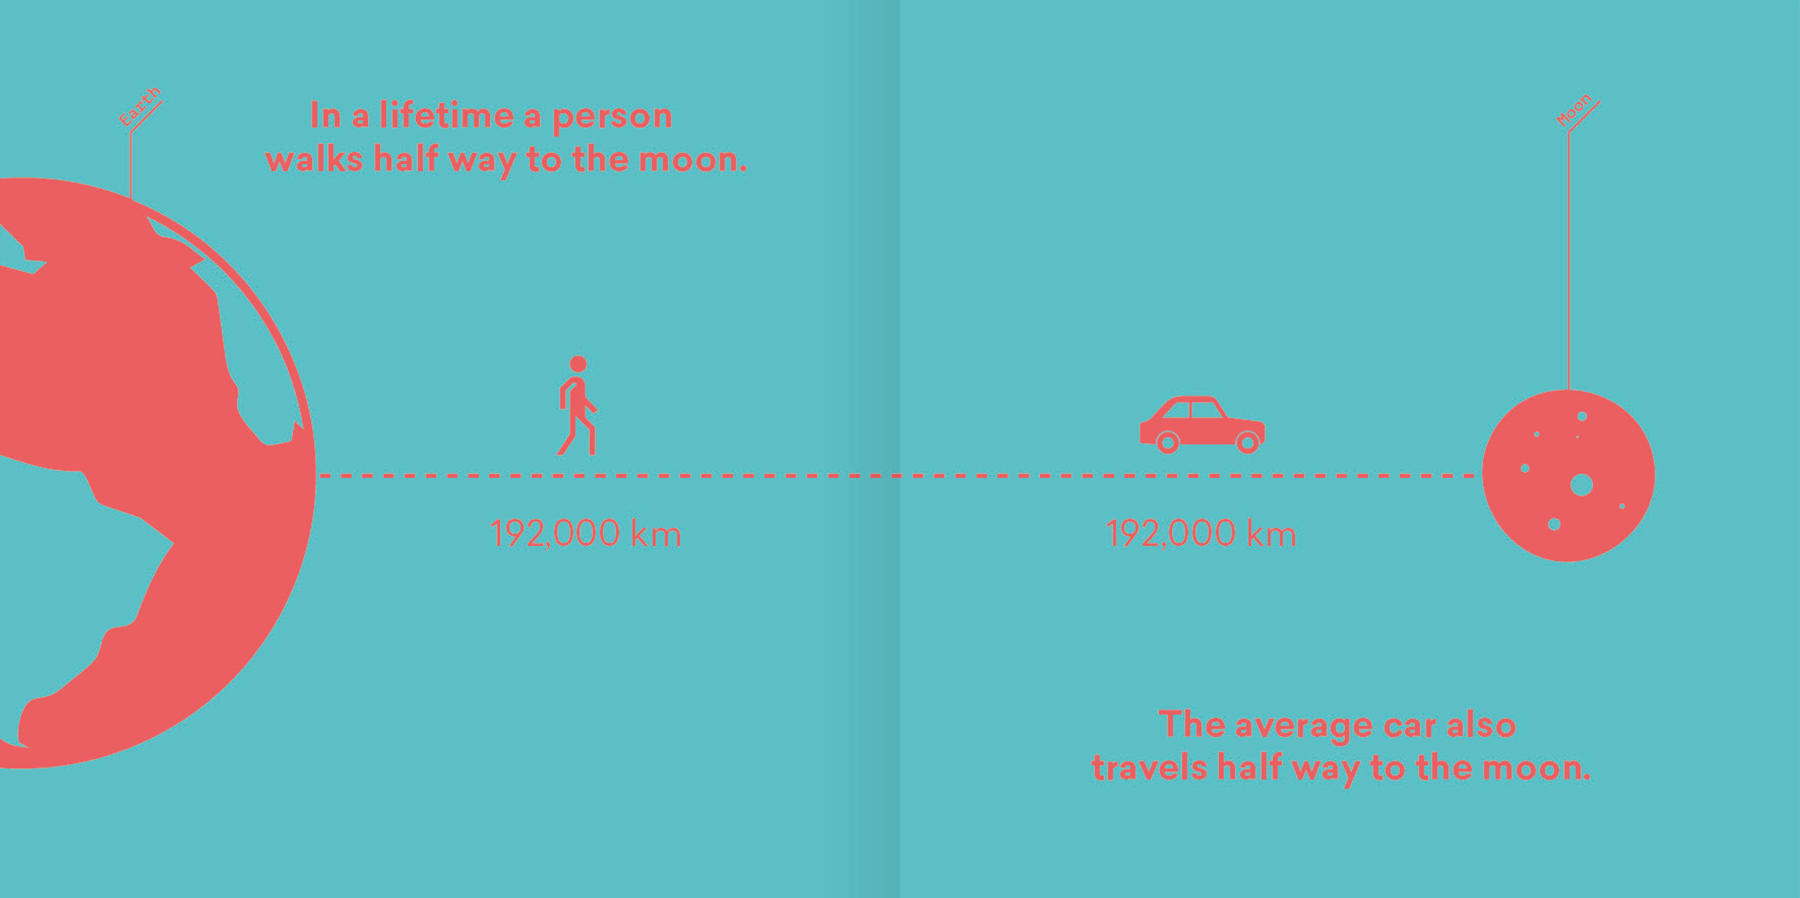 Earth
In a lifetime a person
walks half way to the moon.
192,000 km
Moon
192,000 km
The average car also
travels half way to the moon.